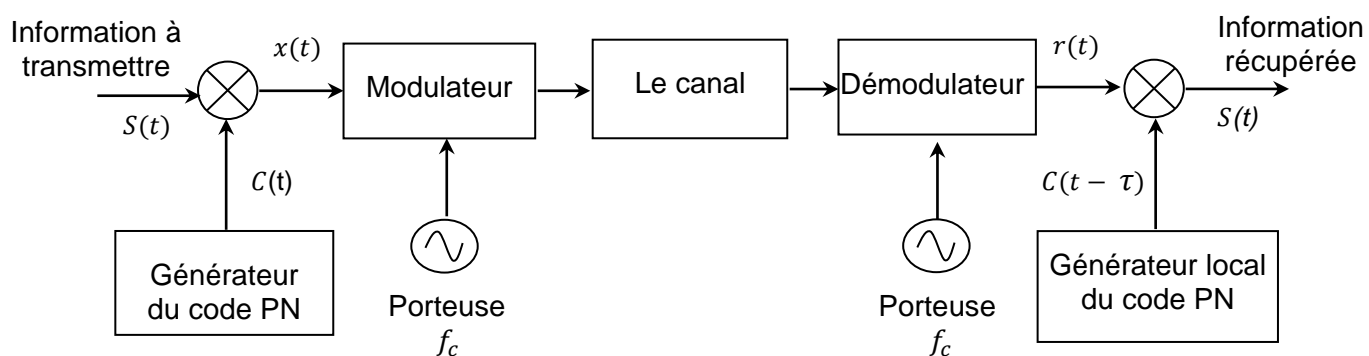 Information à
transmettre
S(t)
x(t)
Modulateur
Le canal
Démodulateur
r(t)
Information
récupérée
S(t)
C(t)
Générateur
du code PN
Porteuse
f_c
Porteuse
f_c
C(t − τ)
Générateur local
du code PN